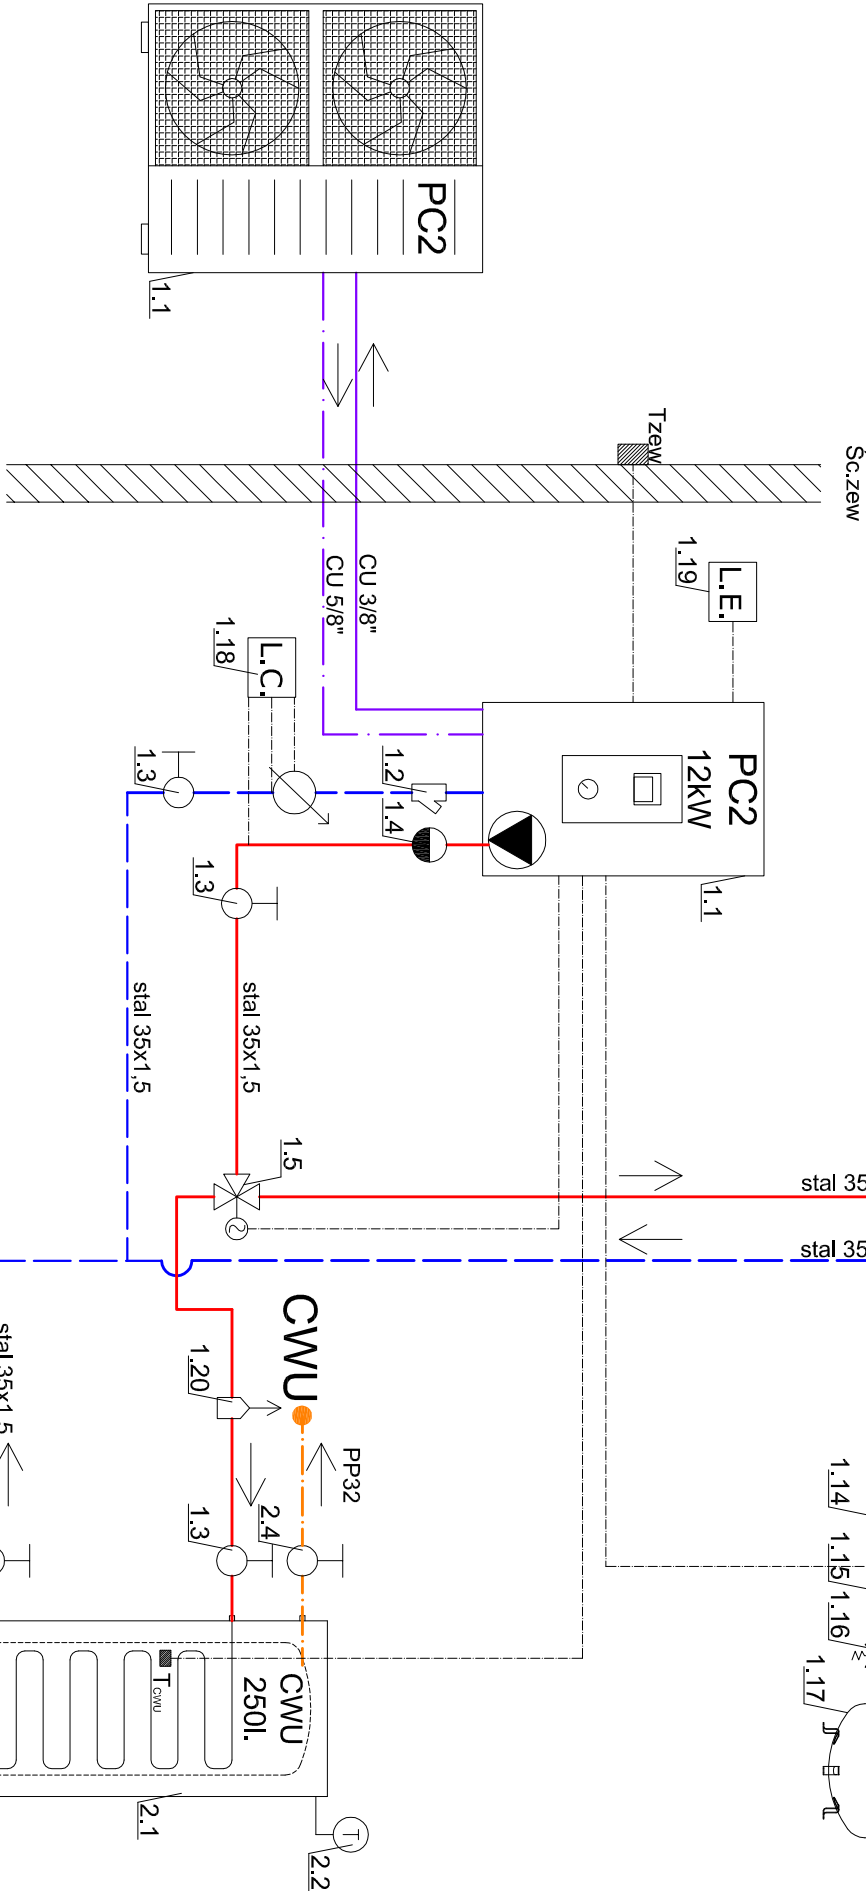 PC2
1.1
Tzew
Śc.zew
CU 3/8"
CU 5/8"
1.19
L.E.
1.18
L.C.
PC2
12kW
1.1
1.2
1.4
1.3
1.3
stal 35x1,5
stal 35x1,5
1.5
stal 35
stal 35
stal 35x1,5
CWU
1.20
PP32
1.3
2.4
1.14
1.15
1.16
1.17
CWU
250l.
TCWU
2.1
T
2.2